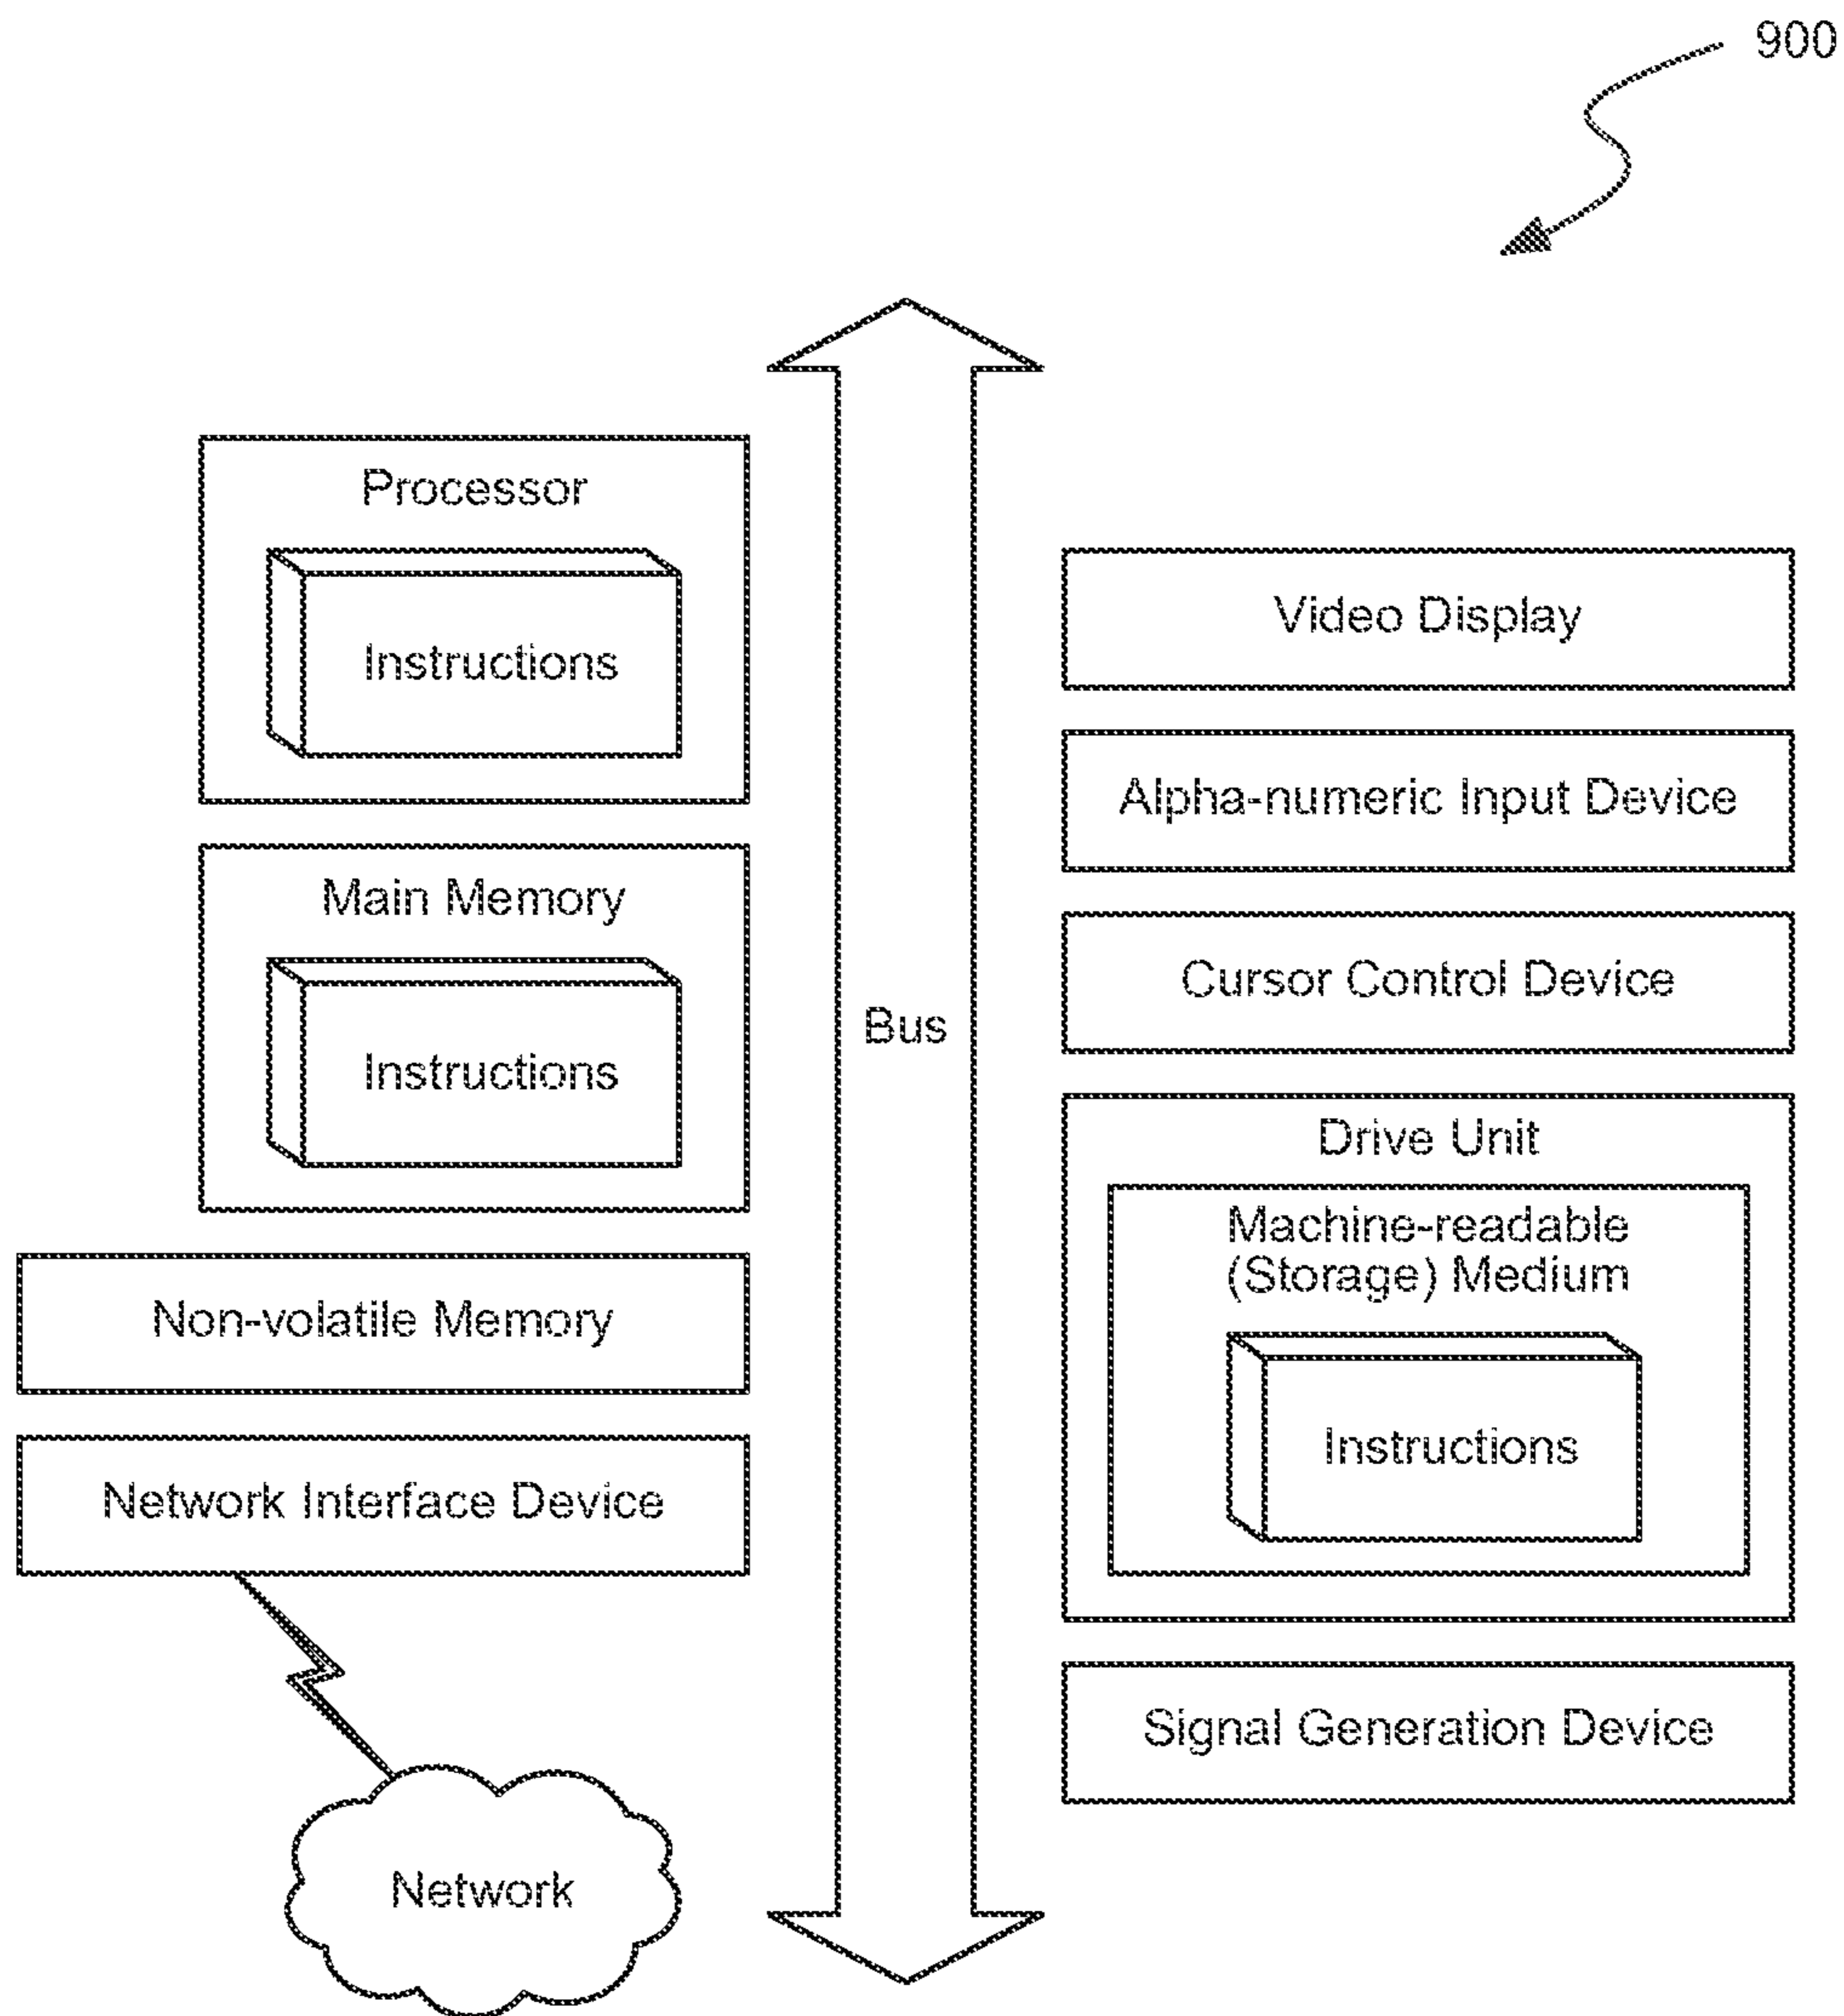 900
Processor
Instructions
Main Memory
Instructions
Non-volatile Memory
Network Interface Device
Network
Bus
Video Display
Alpha-numeric Input Device
Cursor Control Device
Drive Unit
Machine-readable
(Storage) Medium
Instructions
Signal Generation Device